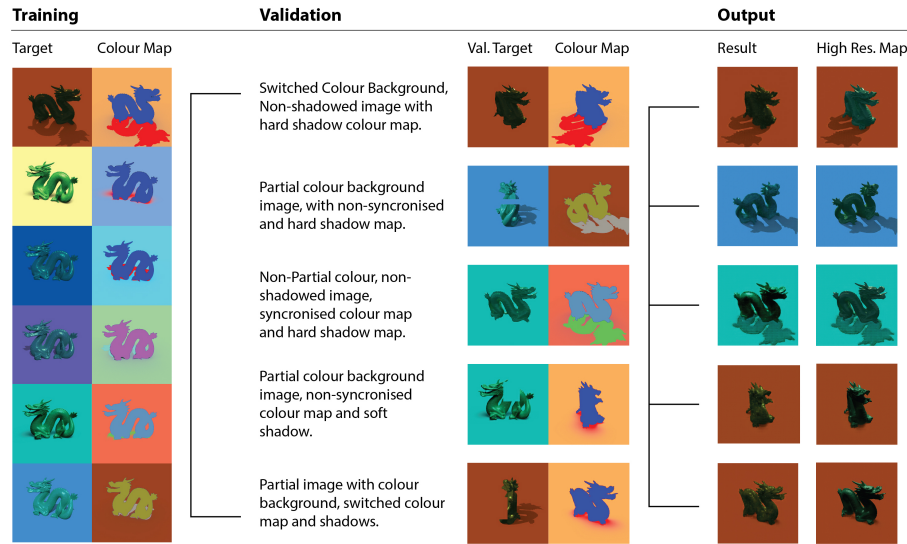 Training
Validation
Output
Target
Colour Map
Val. Target
Colour Map
Result
High Res. Map
Switched Colour Background,
Non-shadowed image with
hard shadow colour map.
Partial colour background
image, with non-syncronised
and hard shadow map.
Non-Partial colour, non-
shadowed image,
syncronised colour map
and hard shadow map.
Partial colour background
image, non-syncronised
colour map and soft
shadow.
Partial image with colour
background, switched colour
map and shadows.